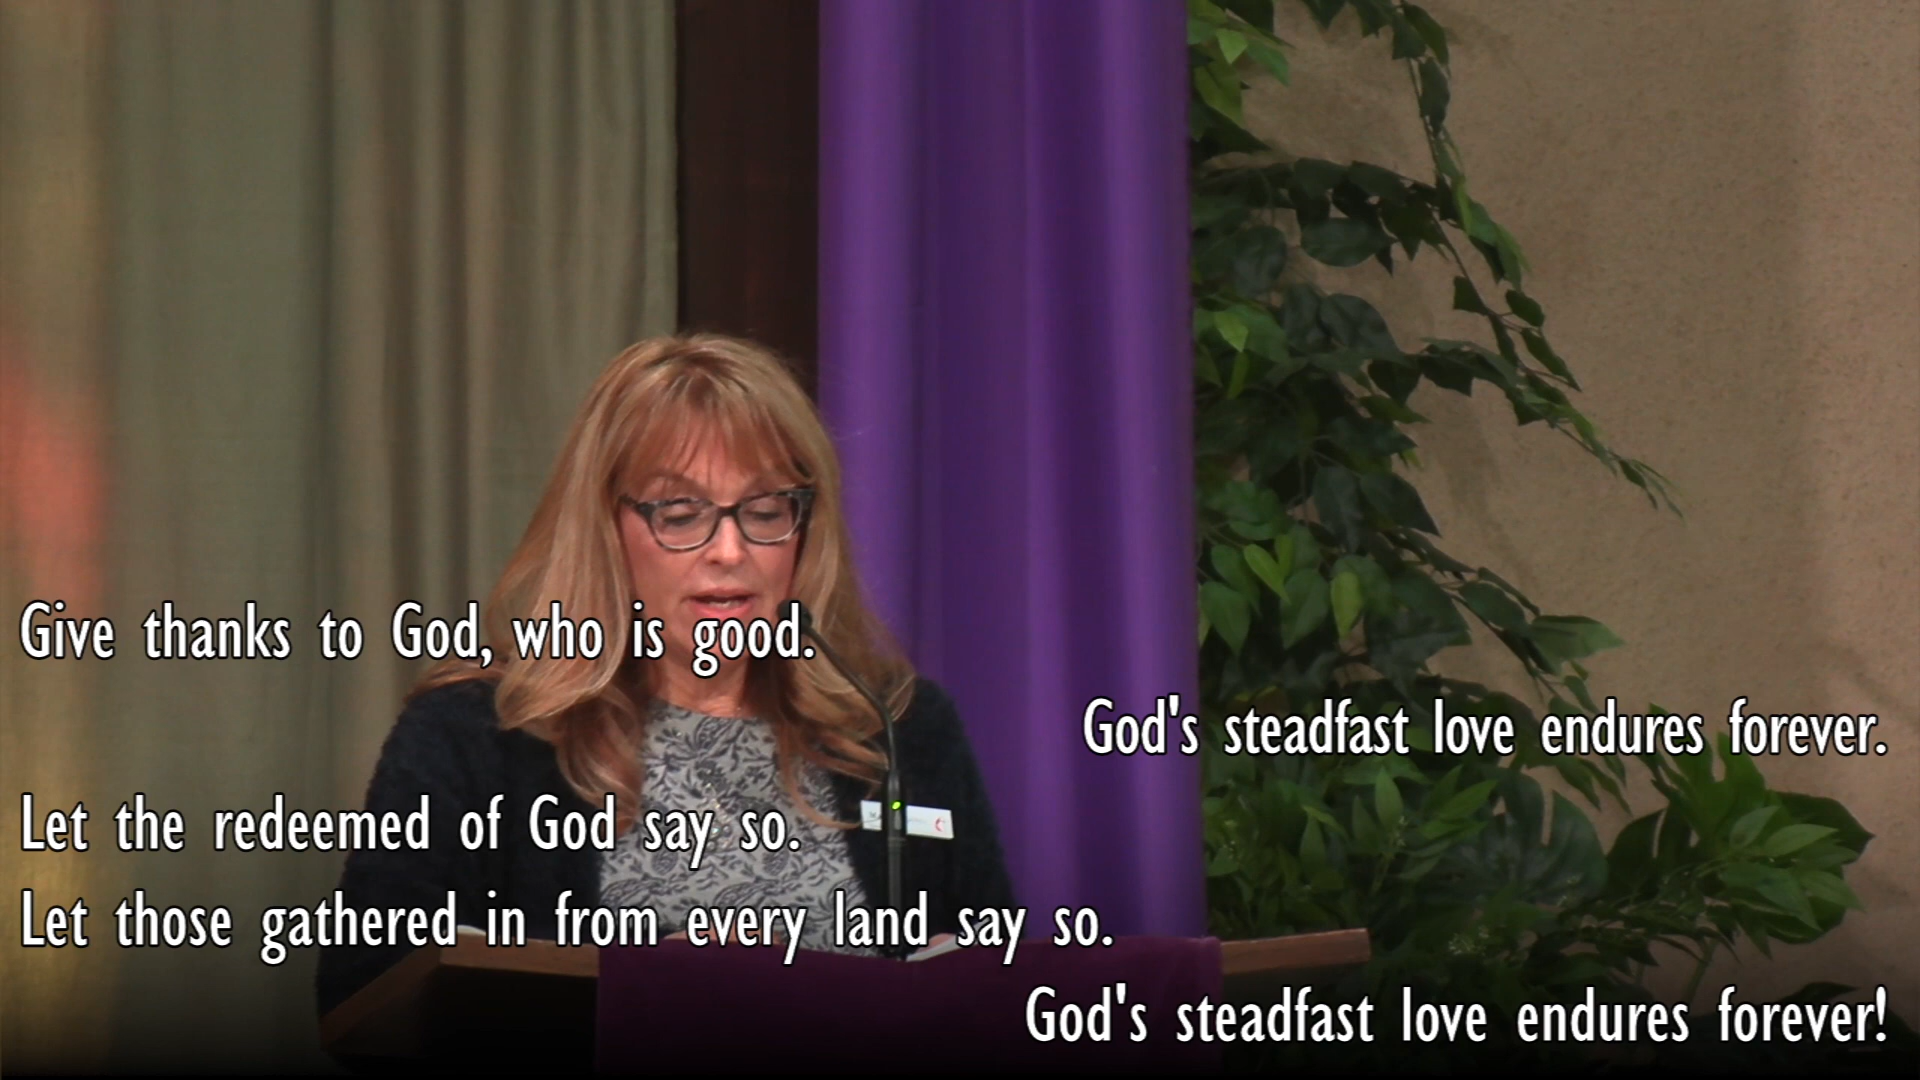 Give thanks to God, who is good.
God's steadfast love endures forever.
Let the redeemed of God say so.
Let those gathered in from every land say so.
God's steadfast love endures forever!